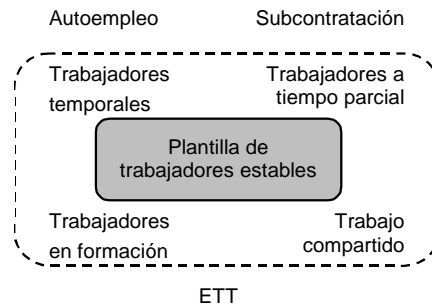 Autoempleo
Subcontratación
Trabajadores
temporales
Trabajadores a
tiempo parcial
Plantilla de
trabajadores estables
Trabajadores
en formación
Trabajo
compartido
ETT